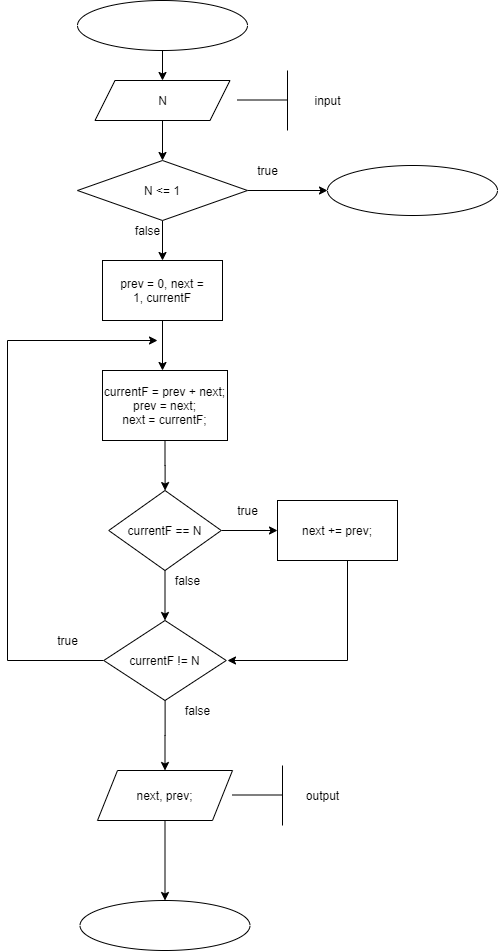 N
input
N <= 1
true
false
prev = 0, next =
1, currentF
currentF = prev + next;
prev = next;
next = currentF;
currentF == N
true
next += prev;
false
currentF != N
true
false
next, prev;
output